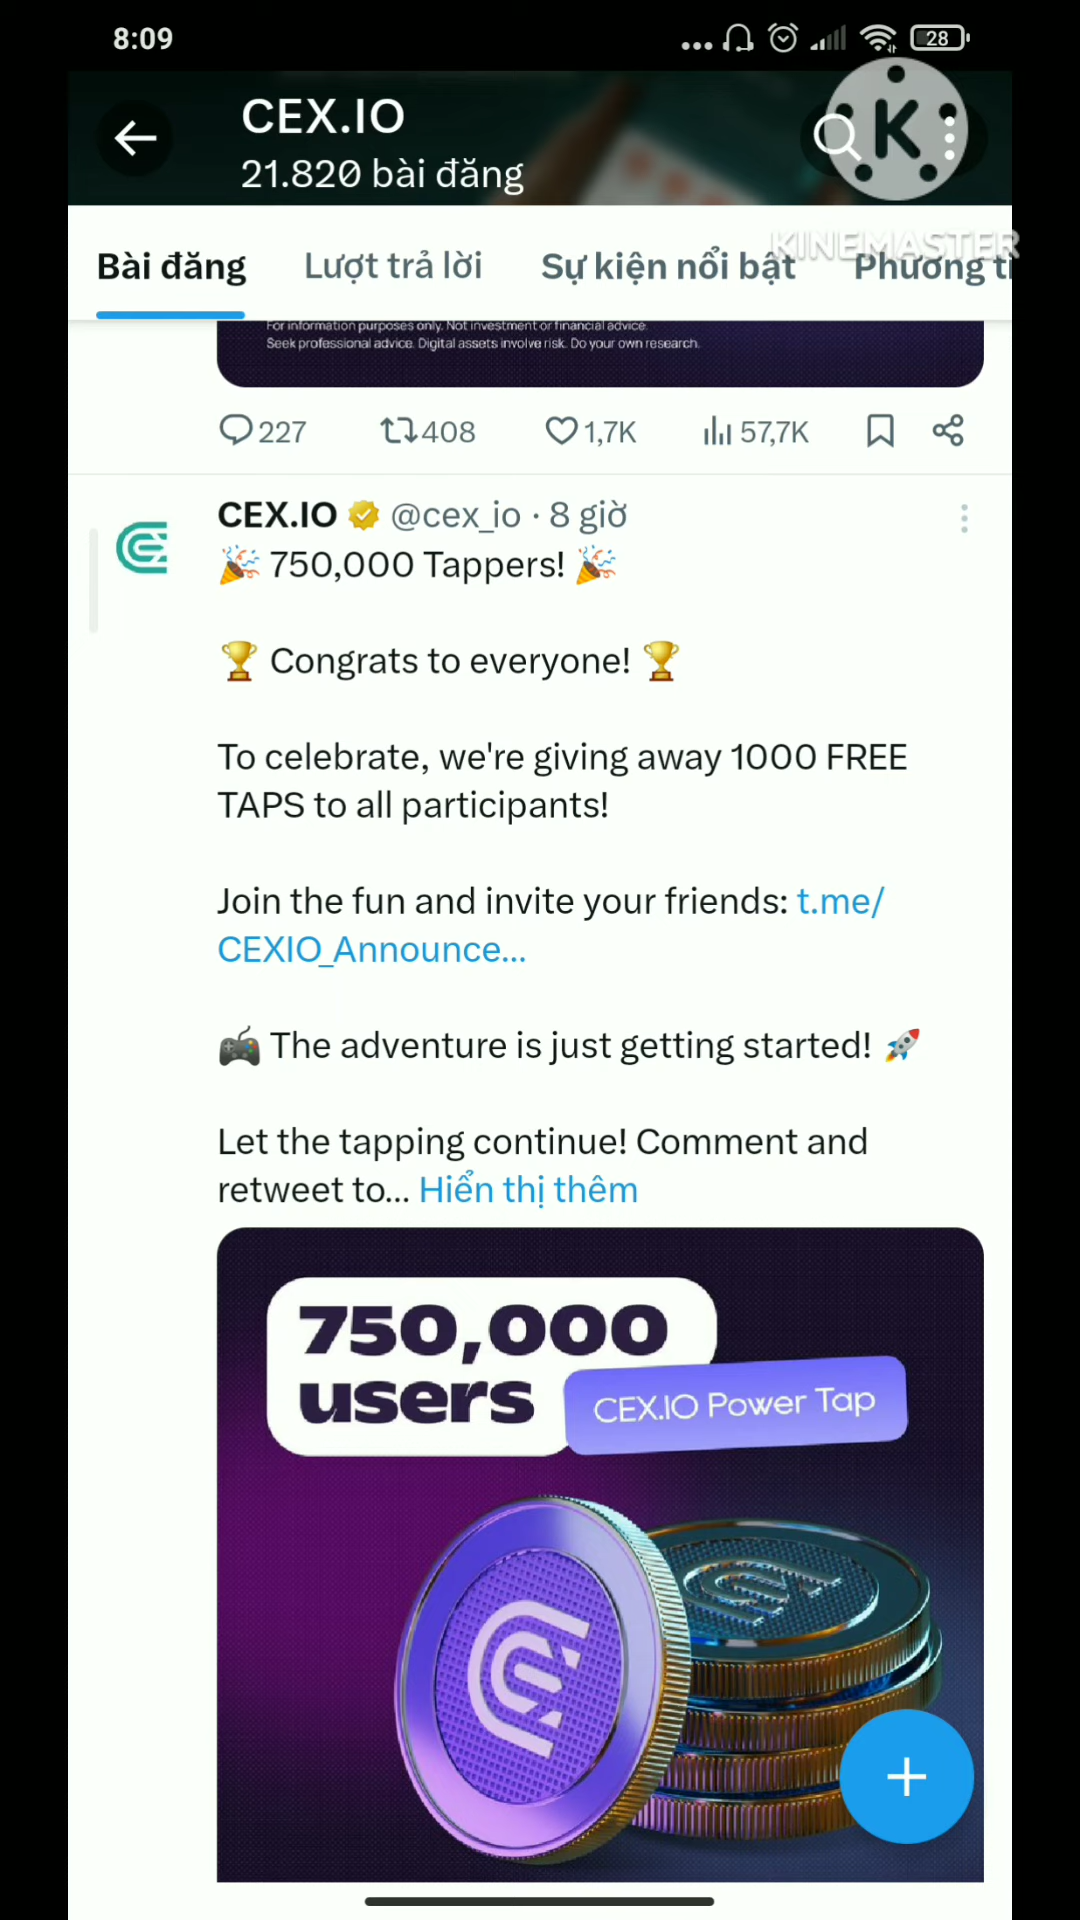 8:09
28
CEX.IO
21.820 bài đăng
K
KINEMASTER
Bài đăng
Lượt trả lời
Sự kiện nổi bật
Phương ti
For information purposes only. Not investment or financial advice.
Seek professional advice. Digital assets involve risk. Do your own research.
227
408
1,7K
57,7K
CEX.IO @cex_io · 8 giờ
🎉 750,000 Tappers! 🎉
🏆 Congrats to everyone! 🏆
To celebrate, we're giving away 1000 FREE
TAPS to all participants!
Join the fun and invite your friends: t.me/
CEXIO_Announce...
🎮 The adventure is just getting started! 🚀
Let the tapping continue! Comment and
retweet to... Hiển thị thêm
750,000
users
CEX.IO Power Tap